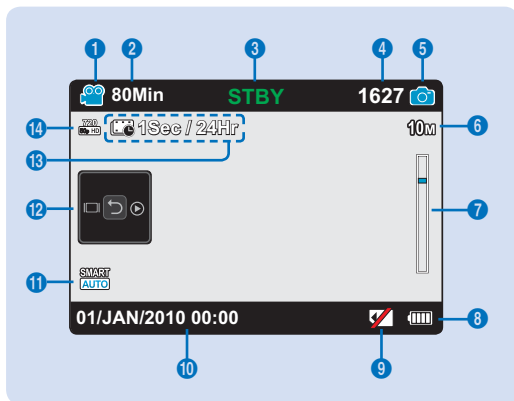 1 2 3 4 5
80Min STBY 1627
14 720 HD 1Sec / 24Hr 10M 6
13
12 7
11 SMART AUTO
01/JAN/2010 00:00 8
10 9